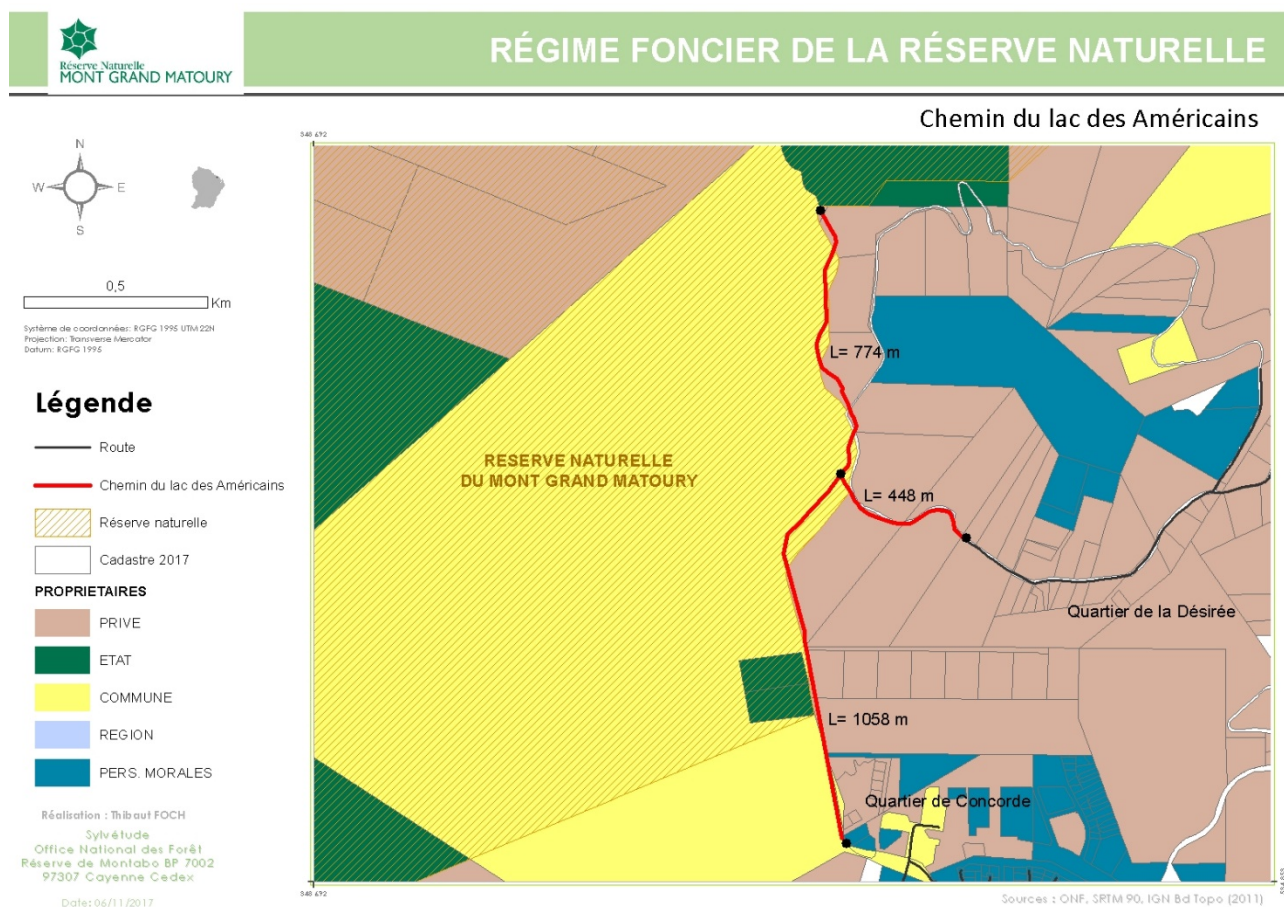 Réserve Naturelle
MONT GRAND MATOURY
RÉGIME FONCIER DE LA RÉSERVE NATURELLE
Chemin du lac des Américains
N
W
E
S
0,5
Km
Système de coordonnées: RGFG 1995 UTM 22N
Projection: Transverse Mercator
Datum: RGFG 1995
Légende
Route
Chemin du lac des Américains
Réserve naturelle
Cadastre 2017
PROPRIETAIRES
PRIVE
ETAT
COMMUNE
REGION
PERS. MORALES
Réalisation : Thibaut FOCH
Sylvétude
Office National des Forêt
Réserve de Montabo BP 7002
97307 Cayenne Cedex
Date: 06/11/2017
348 692
L= 774 m
RESERVE NATURELLE
DU MONT GRAND MATOURY
L= 448 m
Quartier de la Désirée
L= 1058 m
Quartier de Concorde
348 692
Sources : ONF, SRTM 90, IGN Bd Topo (2011)